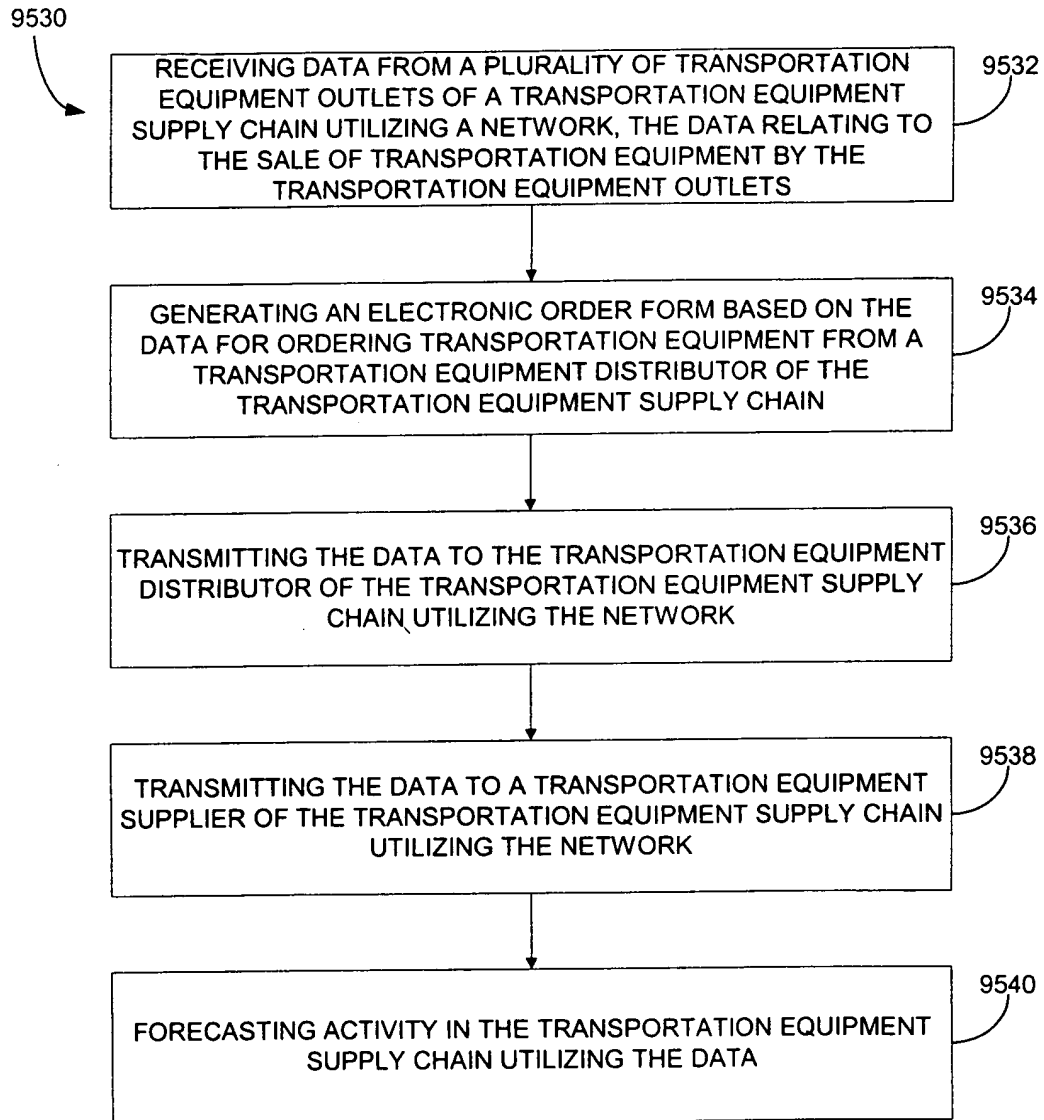 9530
RECEIVING DATA FROM A PLURALITY OF TRANSPORTATION
EQUIPMENT OUTLETS OF A TRANSPORTATION EQUIPMENT
SUPPLY CHAIN UTILIZING A NETWORK, THE DATA RELATING TO
THE SALE OF TRANSPORTATION EQUIPMENT BY THE
TRANSPORTATION EQUIPMENT OUTLETS
9532
GENERATING AN ELECTRONIC ORDER FORM BASED ON THE
DATA FOR ORDERING TRANSPORTATION EQUIPMENT FROM A
TRANSPORTATION EQUIPMENT DISTRIBUTOR OF THE
TRANSPORTATION EQUIPMENT SUPPLY CHAIN
9534
TRANSMITTING THE DATA TO THE TRANSPORTATION EQUIPMENT
DISTRIBUTOR OF THE TRANSPORTATION EQUIPMENT SUPPLY
CHAIN UTILIZING THE NETWORK
9536
TRANSMITTING THE DATA TO A TRANSPORTATION EQUIPMENT
SUPPLIER OF THE TRANSPORTATION EQUIPMENT SUPPLY CHAIN
UTILIZING THE NETWORK
9538
FORECASTING ACTIVITY IN THE TRANSPORTATION EQUIPMENT
SUPPLY CHAIN UTILIZING THE DATA
9540